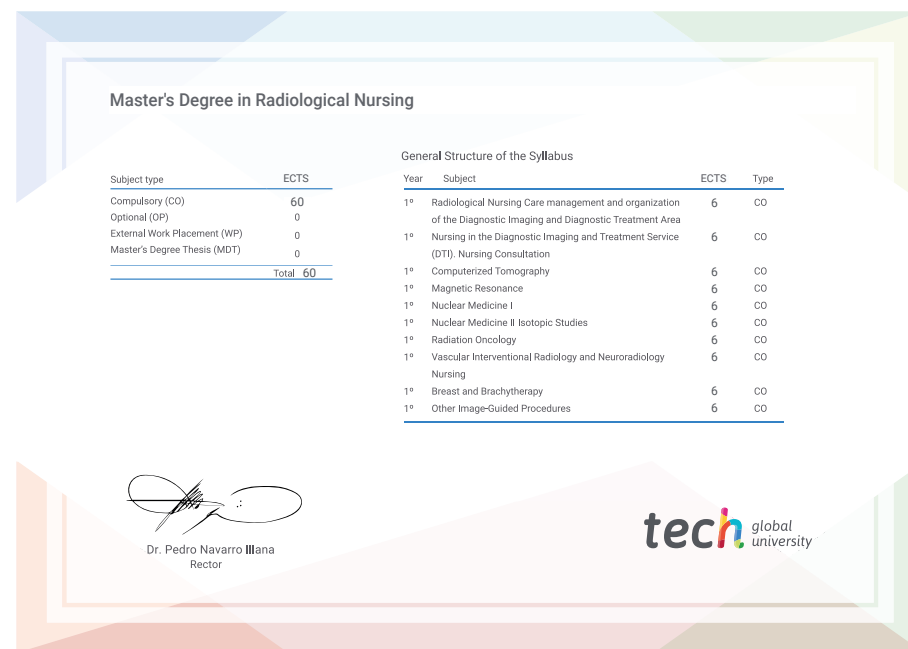 Master's Degree in Radiological Nursing
Subject type ECTS
Compulsory (CO) 60
Optional (OP) 0
External Work Placement (WP) 0
Master's Degree Thesis (MDT) 0
Total 60
General Structure of the Syllabus
Year Subject ECTS Type
1º Radiological Nursing Care management and organization 6 CO
of the Diagnostic Imaging and Diagnostic Treatment Area
1º Nursing in the Diagnostic Imaging and Treatment Service 6 CO
(DTI). Nursing Consultation
1º Computerized Tomography 6 CO
1º Magnetic Resonance 6 CO
1º Nuclear Medicine I 6 CO
1º Nuclear Medicine II Isotopic Studies 6 CO
1º Radiation Oncology 6 CO
1º Vascular Interventional Radiology and Neuroradiology 6 CO
Nursing
1º Breast and Brachytherapy 6 CO
1º Other Image-Guided Procedures 6 CO
Dr. Pedro Navarro Illana
Rector
tech global
university